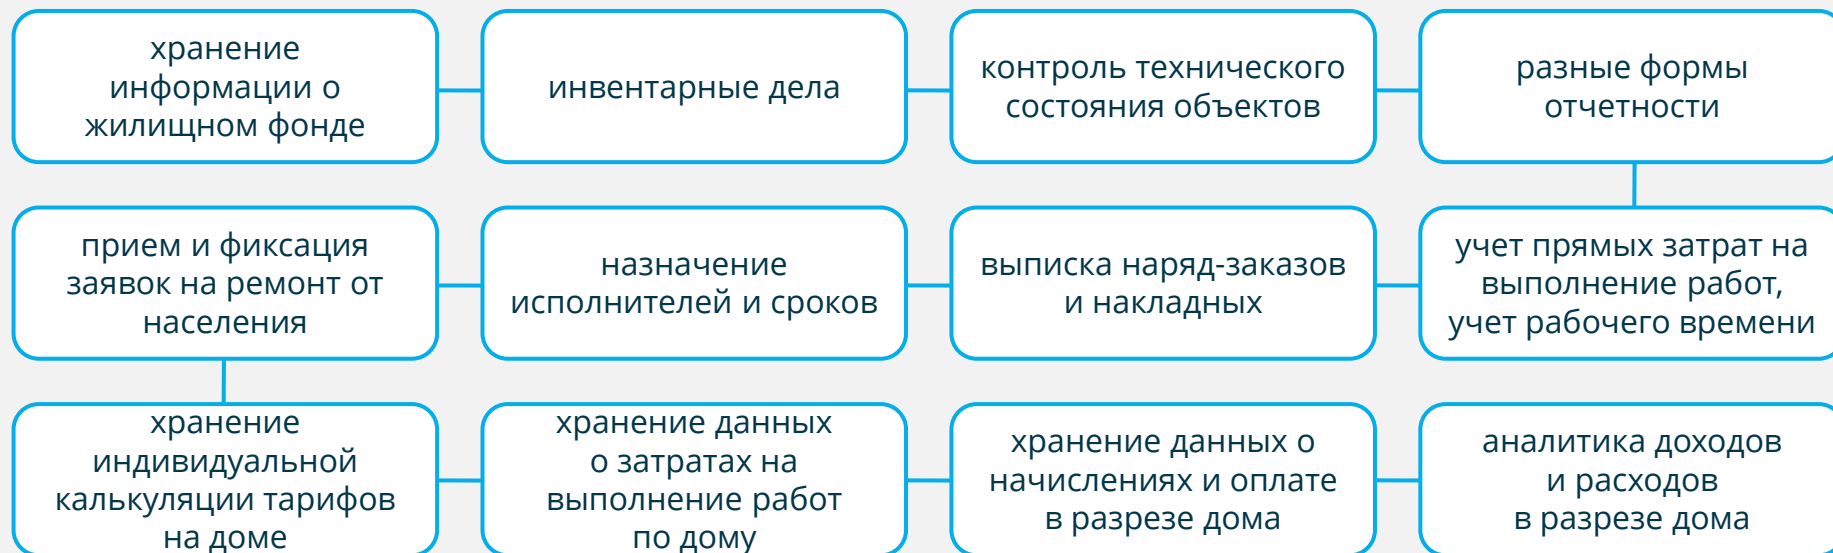 хранение
информации о
жилищном фонде
инвентарные дела
контроль технического
состояния объектов
разные формы
отчетности
прием и фиксация
заявок на ремонт от
населения
назначение
исполнителей и сроков
выписка наряд-заказов
и накладных
учет прямых затрат на
выполнение работ,
учет рабочего времени
хранение
индивидуальной
калькуляции тарифов
на доме
хранение данных
о затратах на
выполнение работ
по дому
хранение данных о
начислениях и оплате
в разрезе дома
аналитика доходов
и расходов
в разрезе дома